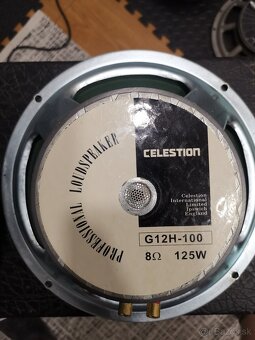 PROFESSIONAL LOUDSPEAKER
CELESTION
Celestion
International
Limited
Ipswich
England
G12H-100
8Ω 125W